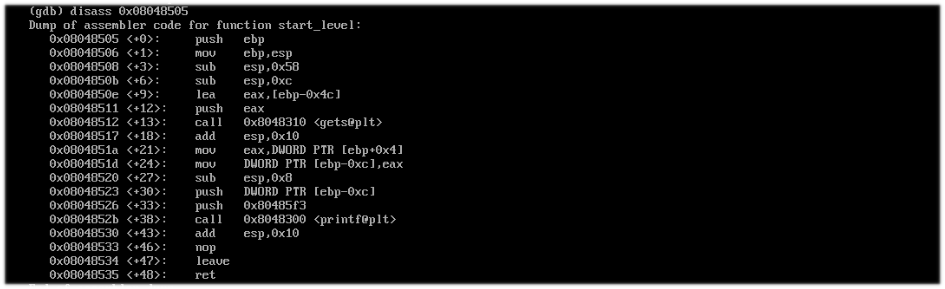 (gdb) disass 0x08048505
Dump of assembler code for function start_level:
0x08048505 <+0>: push ebp
0x08048506 <+1>: mov ebp,esp
0x08048508 <+3>: sub esp,0x58
0x0804850b <+6>: sub esp,0xc
0x0804850e <+9>: lea eax,[ebp-0x4c]
0x08048511 <+12>: push eax
0x08048512 <+13>: call 0x8048310 <gets@plt>
0x08048517 <+18>: add esp,0x10
0x0804851a <+21>: mov eax,DWORD PTR [ebp+0x4]
0x0804851d <+24>: mov DWORD PTR [ebp-0xc],eax
0x08048520 <+27>: sub esp,0x8
0x08048523 <+30>: push DWORD PTR [ebp-0xc]
0x08048526 <+33>: push 0x80485f3
0x0804852b <+38>: call 0x8048300 <printf@plt>
0x08048530 <+43>: add esp,0x10
0x08048533 <+46>: nop
0x08048534 <+47>: leave
0x08048535 <+48>: ret